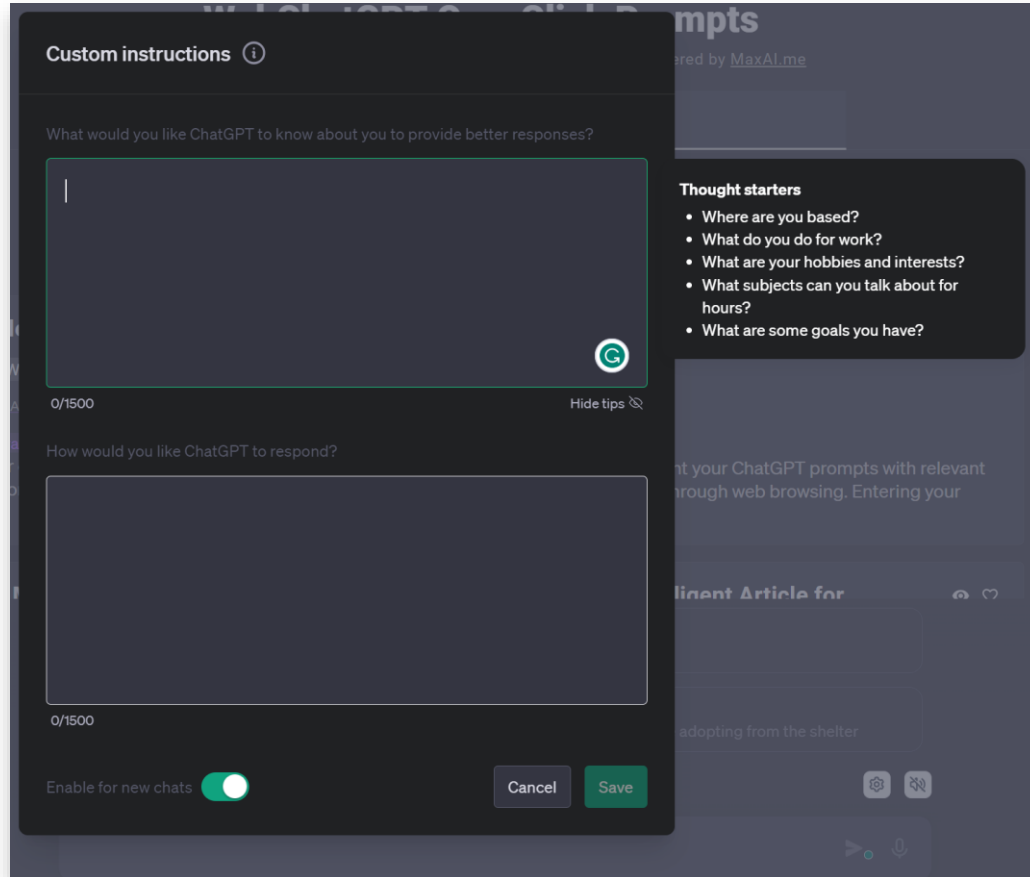 mpts
Custom instructions
ered by MaxAI.me
What would you like ChatGPT to know about you to provide better responses?
Thought starters
• Where are you based?
• What do you do for work?
• What are your hobbies and interests?
• What subjects can you talk about for
hours?
• What are some goals you have?
0/1500
Hide tips
How would you like ChatGPT to respond?
nt your ChatGPT prompts with relevant
hrough web browsing. Entering your
ligent Article for
0/1500
adopting from the shelter
Enable for new chats
Cancel
Save